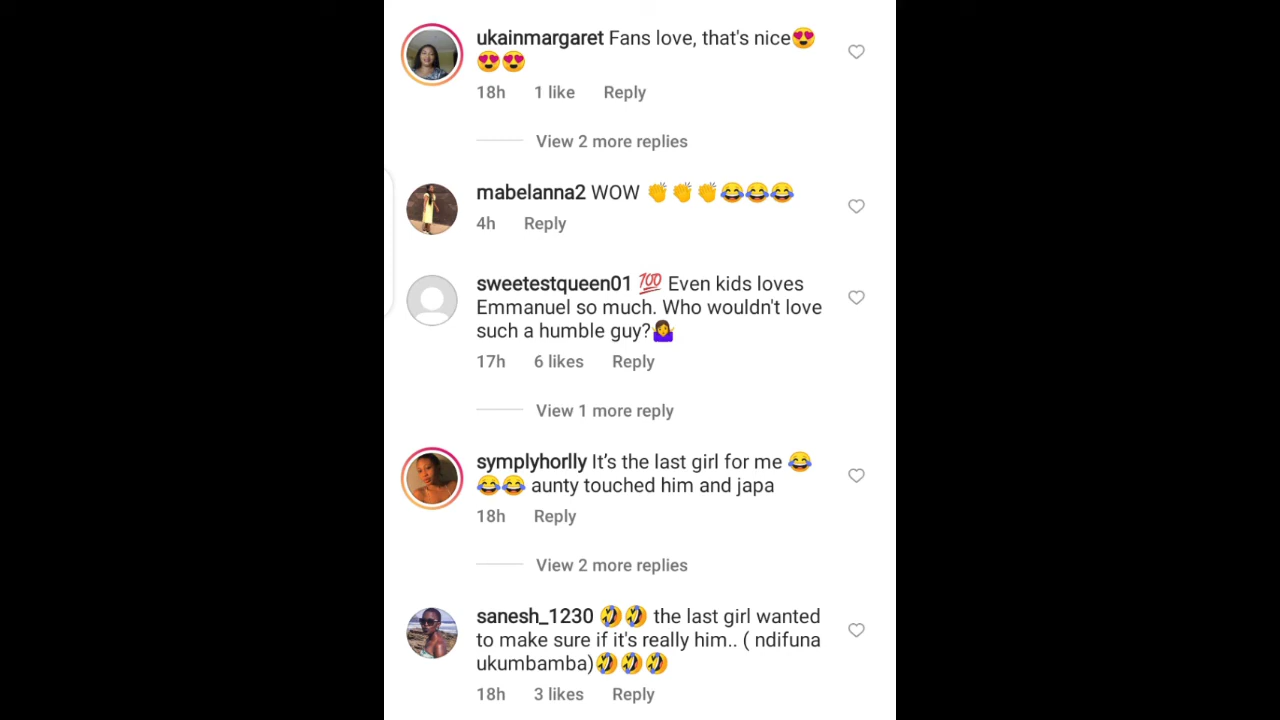 ukainmargaret Fans love, that's nice😍
😍😍
18h 1 like Reply
View 2 more replies
mabelanna2 WOW 👏👏👏😂😂😂
4h Reply
sweetestqueen01 💯 Even kids loves
Emmanuel so much. Who wouldn't love
such a humble guy?🤷‍♀️
17h 6 likes Reply
View 1 more reply
symplyhorlly It’s the last girl for me 😂
😂😂 aunty touched him and japa
18h Reply
View 2 more replies
sanesh_1230 🤣🤣 the last girl wanted
to make sure if it's really him.. ( ndifuna
ukumbamba)🤣🤣🤣
18h 3 likes Reply